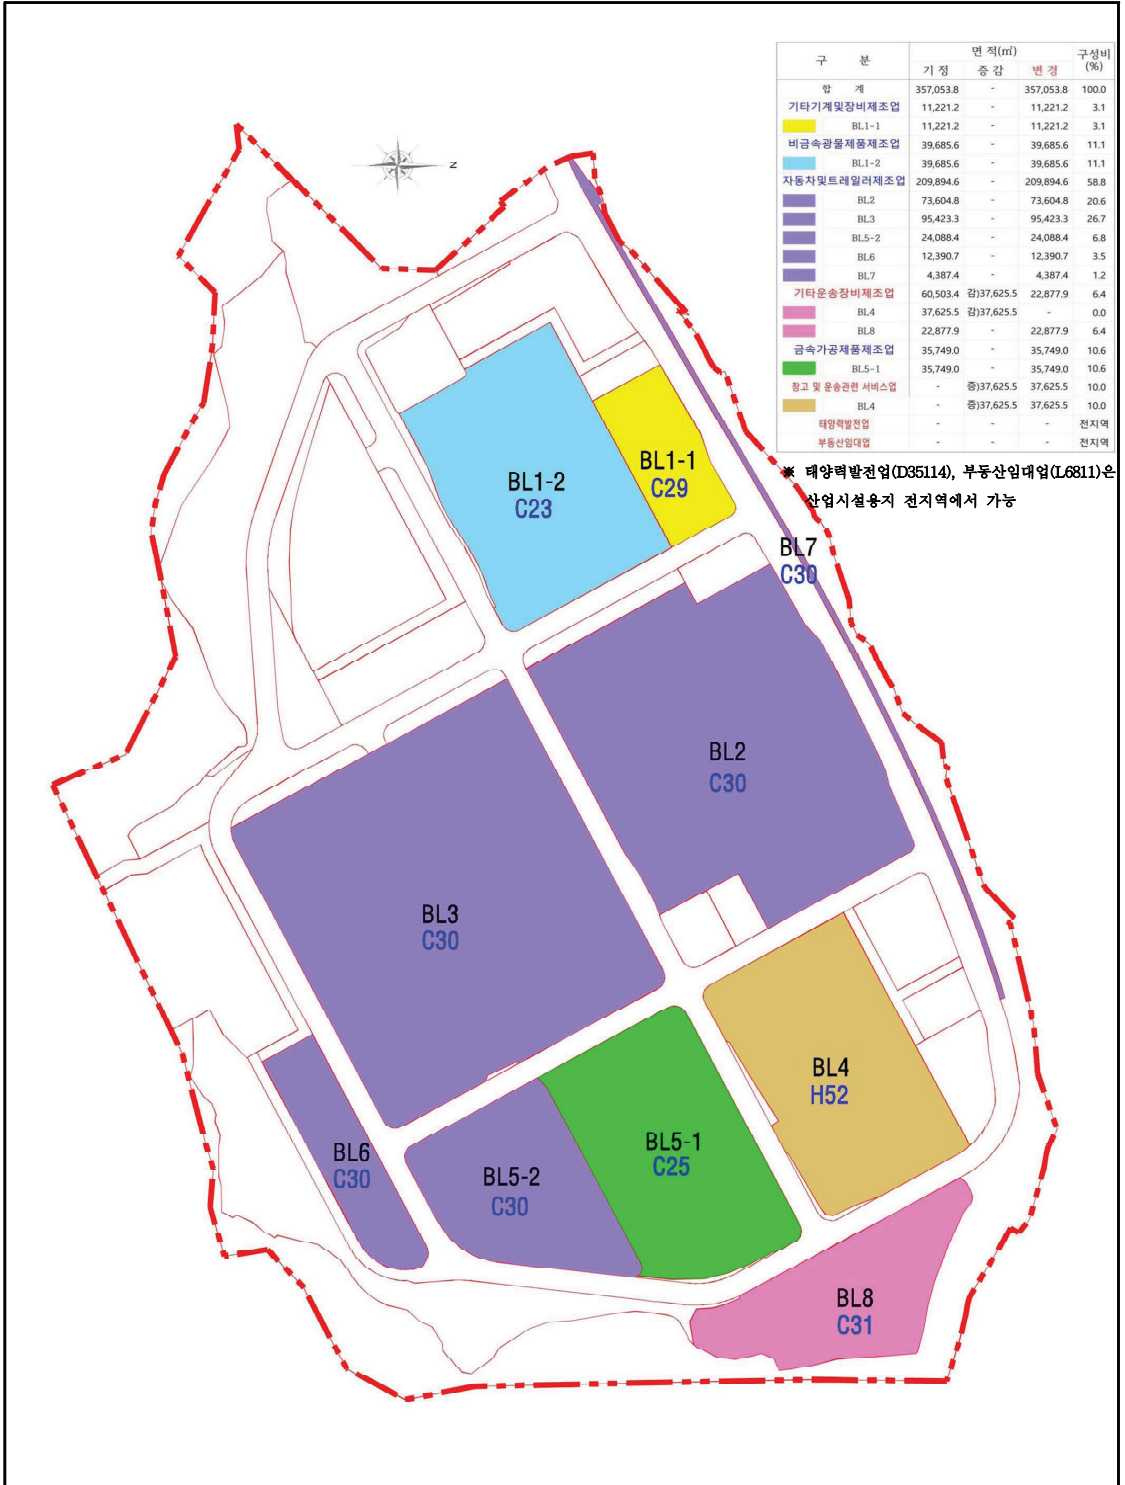 구 분 면 적(㎡) 구성비(%)
기 정 증 감 변 경
합 계 357,053.8 - 357,053.8 100.0
기타기계및장비제조업 11,221.2 - 11,221.2 3.1
BL1-1 11,221.2 - 11,221.2 3.1
비금속광물제품제조업 39,685.6 - 39,685.6 11.1
BL1-2 39,685.6 - 39,685.6 11.1
자동차및트레일러제조업 209,894.6 - 209,894.6 58.8
BL2 73,604.8 - 73,604.8 20.6
BL3 95,423.3 - 95,423.3 26.7
BL5-2 24,088.4 - 24,088.4 6.8
BL6 12,390.7 - 12,390.7 3.5
BL7 4,387.4 - 4,387.4 1.2
기타운송장비제조업 60,503.4 감)37,625.5 22,877.9 6.4
BL4 37,625.5 감)37,625.5 - 0.0
BL8 22,877.9 - 22,877.9 6.4
금속가공제품제조업 35,749.0 - 35,749.0 10.6
BL5-1 35,749.0 - 35,749.0 10.6
창고 및 운송관련 서비스업 - 증)37,625.5 37,625.5 10.0
BL4 - 증)37,625.5 37,625.5 10.0
태양력발전업 - - - 전지역
부동산임대업 - - - 전지역
※ 태양력발전업(D35114), 부동산임대업(L6811)은
산업시설용지 전지역에서 가능
N
BL1-1
C29
BL1-2
C23
BL7
C30
BL2
C30
BL3
C30
BL4
H52
BL5-1
C25
BL6
C30
BL5-2
C30
BL8
C31